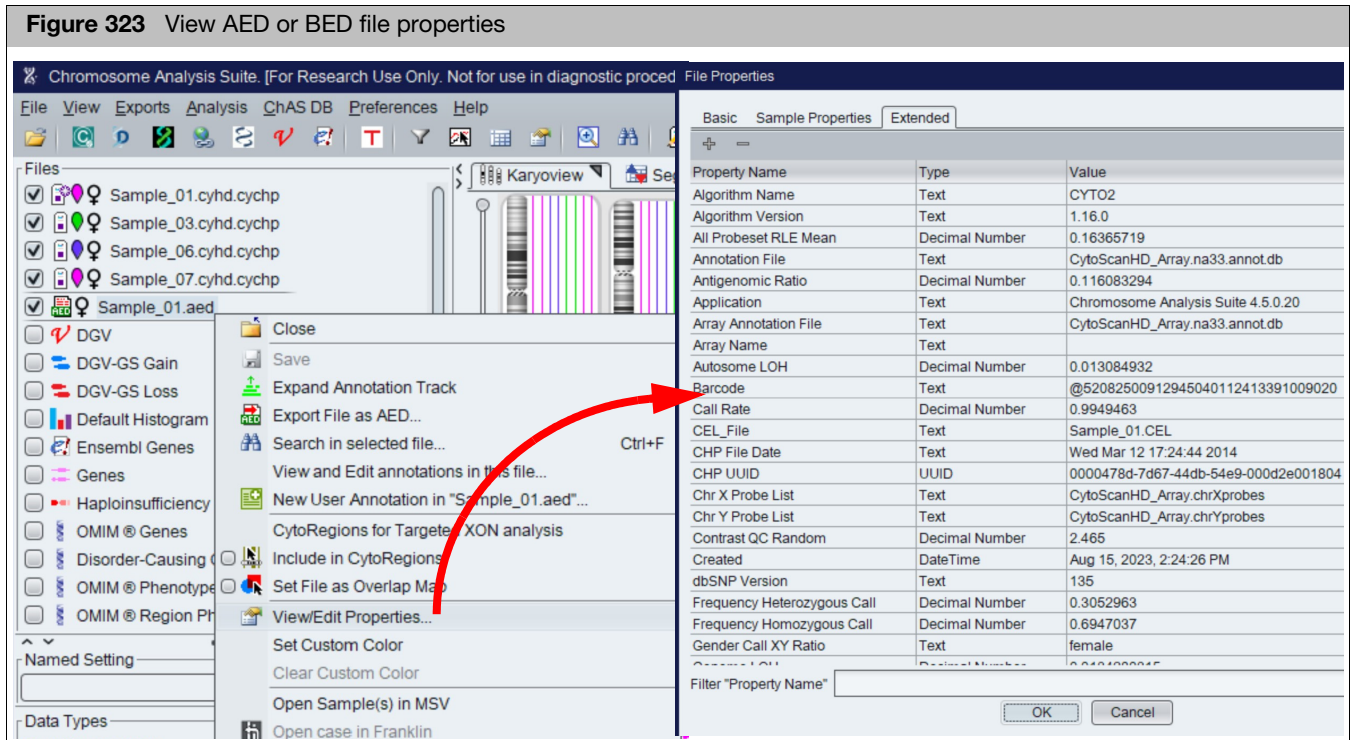 Figure 323 View AED or BED file properties
Chromosome Analysis Suite. [For Research Use Only. Not for use in diagnostic proced
File View Exports Analysis ChAS DB Preferences Help
Files
Sample_01.cyhd.cychp
Sample_03.cyhd.cychp
Sample_06.cyhd.cychp
Sample_07.cyhd.cychp
Sample_01.aed
DGV
DGV-GS Gain
DGV-GS Loss
Default Histogram
Ensembl Genes
Genes
Haploinsufficiency
OMIM ® Genes
Disorder-Causing
OMIM ® Phenotype
OMIM ® Region Ph
Named Setting
Data Types
Karyoview
Se
Close
Save
Expand Annotation Track
Export File as AED...
Search in selected file... Ctrl+F
View and Edit annotations in this file...
New User Annotation in "Sample_01.aed"...
CytoRegions for Targeted XON analysis
Include in CytoRegions
Set File as Overlap Map
View/Edit Properties...
Set Custom Color
Clear Custom Color
Open Sample(s) in MSV
Open case in Franklin
File Properties
Basic Sample Properties Extended
Property Name Type Value
Algorithm Name Text CYTO2
Algorithm Version Text 1.16.0
All Probeset RLE Mean Decimal Number 0.16365719
Annotation File Text CytoScanHD_Array.na33.annot.db
Antigenomic Ratio Decimal Number 0.116083294
Application Text Chromosome Analysis Suite 4.5.0.20
Array Annotation File Text CytoScanHD_Array.na33.annot.db
Array Name Text
Autosome LOH Decimal Number 0.013084932
Barcode Text @52082500912945040112413391009020
Call Rate Decimal Number 0.9949463
CEL_File Text Sample_01.CEL
CHP File Date Text Wed Mar 12 17:24:44 2014
CHP UUID UUID 0000478d-7d67-44db-54e9-000d2e001804
Chr X Probe List Text CytoScanHD_Array.chrXprobes
Chr Y Probe List Text CytoScanHD_Array.chrYprobes
Contrast QC Random Decimal Number 2.465
Created DateTime Aug 15, 2023, 2:24:26 PM
dbSNP Version Text 135
Frequency Heterozygous Call Decimal Number 0.3052963
Frequency Homozygous Call Decimal Number 0.6947037
Gender Call XY Ratio Text female
Filter "Property Name"
OK Cancel